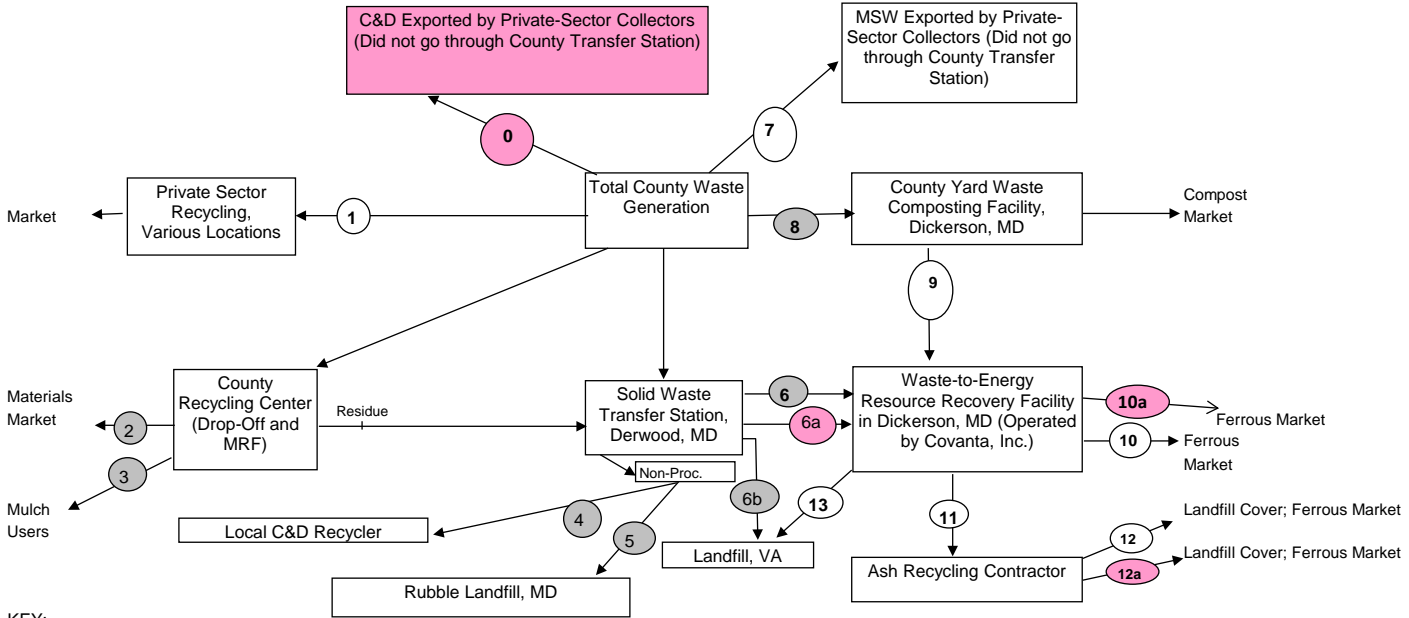 C&D Exported by Private-Sector Collectors
(Did not go through County Transfer Station)
MSW Exported by Private-
Sector Collectors (Did not go
through County Transfer
Station)
0
7
Private Sector
Recycling,
Various Locations
Market
1
Total County Waste
Generation
8
County Yard Waste
Composting Facility,
Dickerson, MD
Compost
Market
9
Materials
Market
2
3
Mulch
Users
County
Recycling Center
(Drop-Off and
MRF)
Residue
Solid Waste
Transfer Station,
Derwood, MD
6
6a
Waste-to-Energy
Resource Recovery Facility
in Dickerson, MD (Operated
by Covanta, Inc.)
10a
Ferrous Market
10
Ferrous
Market
Non-Proc.
6b
13
11
4
5
Local C&D Recycler
Landfill, VA
Rubble Landfill, MD
Ash Recycling Contractor
12
Landfill Cover; Ferrous Market
12a
Landfill Cover; Ferrous Market